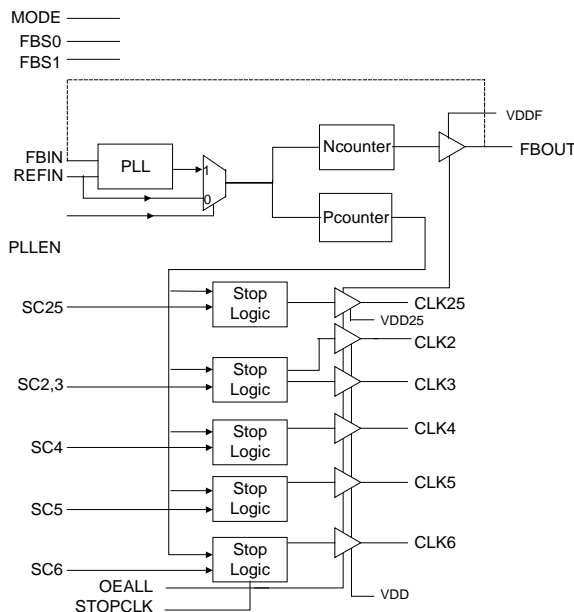 MODE
FBS0
FBS1
VDDF
FBIN
PLL
1
Ncounter
FBOUT
REFIN
0
Pcounter
PLLEN
Stop
Logic
SC25
CLK25
VDD25
CLK2
Stop
Logic
SC2,3
CLK3
Stop
Logic
CLK4
SC4
Stop
Logic
CLK5
SC5
Stop
Logic
CLK6
SC6
OEALL
VDD
STOPCLK